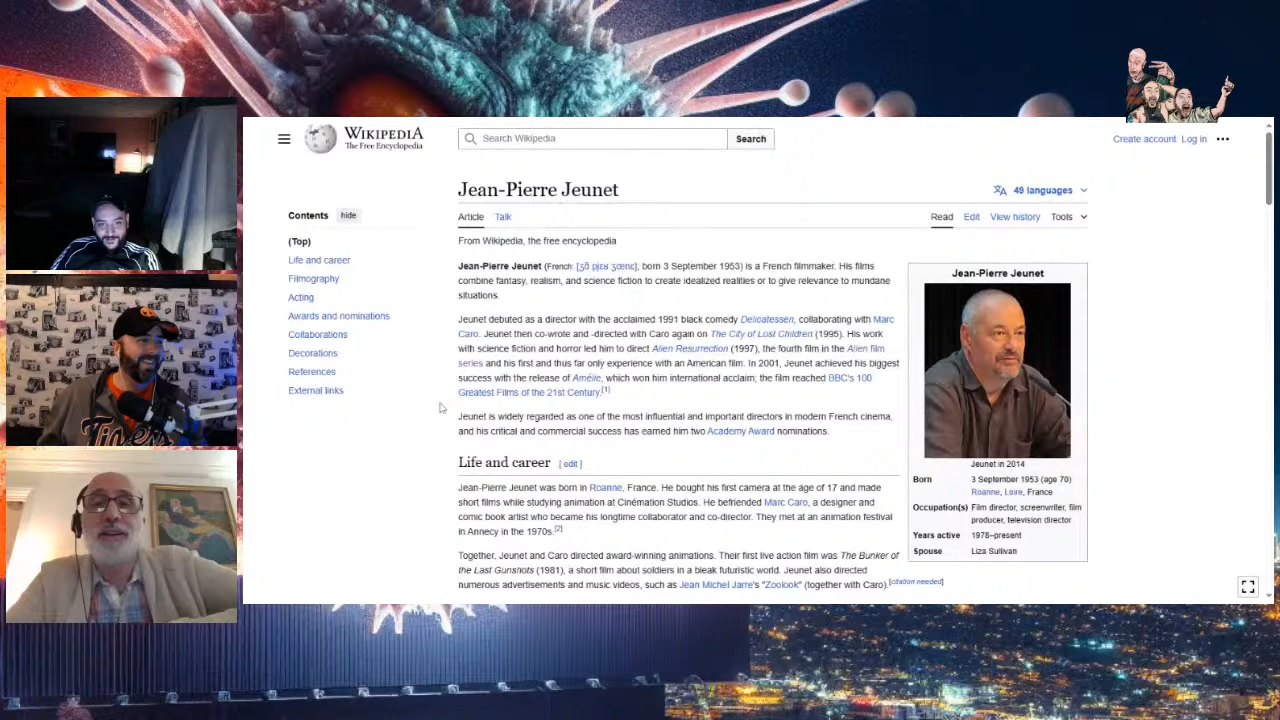 WIKIPEDIA
The Free Encyclopedia
Search Wikipedia
Search
Create account Log in
Jean-Pierre Jeunet
49 languages
Contents hide
(Top)
Life and career
Filmography
Acting
Awards and nominations
Collaborations
Decorations
References
External links
Article Talk
Read Edit View history Tools
From Wikipedia, the free encyclopedia
Jean-Pierre Jeunet (French: [ʒɑ̃ pjɛʁ ʒœnɛ]; born 3 September 1953) is a French filmmaker. His films
combine fantasy, realism, and science fiction to create idealized realities or to give relevance to mundane
situations.
Jeunet debuted as a director with the acclaimed 1991 black comedy Delicatessen, collaborating with Marc
Caro. Jeunet then co-wrote and -directed with Caro again on The City of Lost Children (1995). His work
with science fiction and horror led him to direct Alien Resurrection (1997), the fourth film in the Alien film
series and his first and thus far only experience with an American film. In 2001, Jeunet achieved his biggest
success with the release of Amélie, which won him international acclaim; the film reached BBC's 100
Greatest Films of the 21st Century.[1]
Jeunet is widely regarded as one of the most influential and important directors in modern French cinema,
and his critical and commercial success has earned him two Academy Award nominations.
Life and career [ edit ]
Jean-Pierre Jeunet was born in Roanne, France. He bought his first camera at the age of 17 and made
short films while studying animation at Cinémation Studios. He befriended Marc Caro, a designer and
comic book artist who became his longtime collaborator and co-director. They met at an animation festival
in Annecy in the 1970s.[2]
Together, Jeunet and Caro directed award-winning animations. Their first live action film was The Bunker of
the Last Gunshots (1981), a short film about soldiers in a bleak futuristic world. Jeunet also directed
numerous advertisements and music videos, such as Jean Michel Jarre's "Zoolook" (together with Caro).[citation needed]
Jean-Pierre Jeunet
Jeunet in 2014
Born 3 September 1953 (age 70)
Roanne, Loire, France
Occupation(s) Film director, screenwriter, film
producer, television director
Years active 1978–present
Spouse Liza Sullivan
Tigers